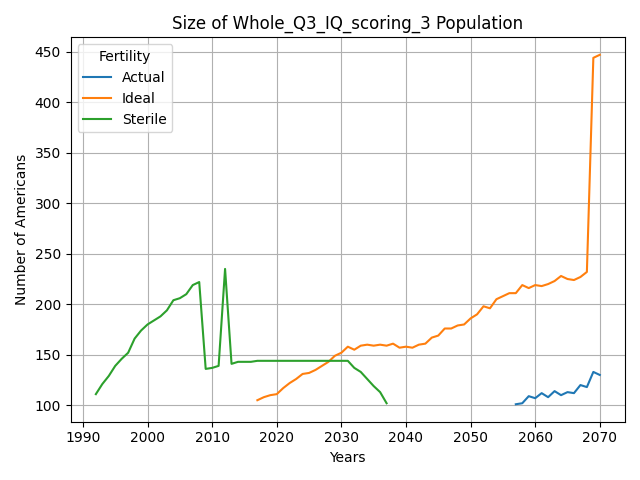 Size of Whole_Q3_IQ_scoring_3 Population
Fertility
Actual
Ideal
Sterile
Number of Americans
450
400
350
300
250
200
150
100
1990 2000 2010 2020 2030 2040 2050 2060 2070
Years